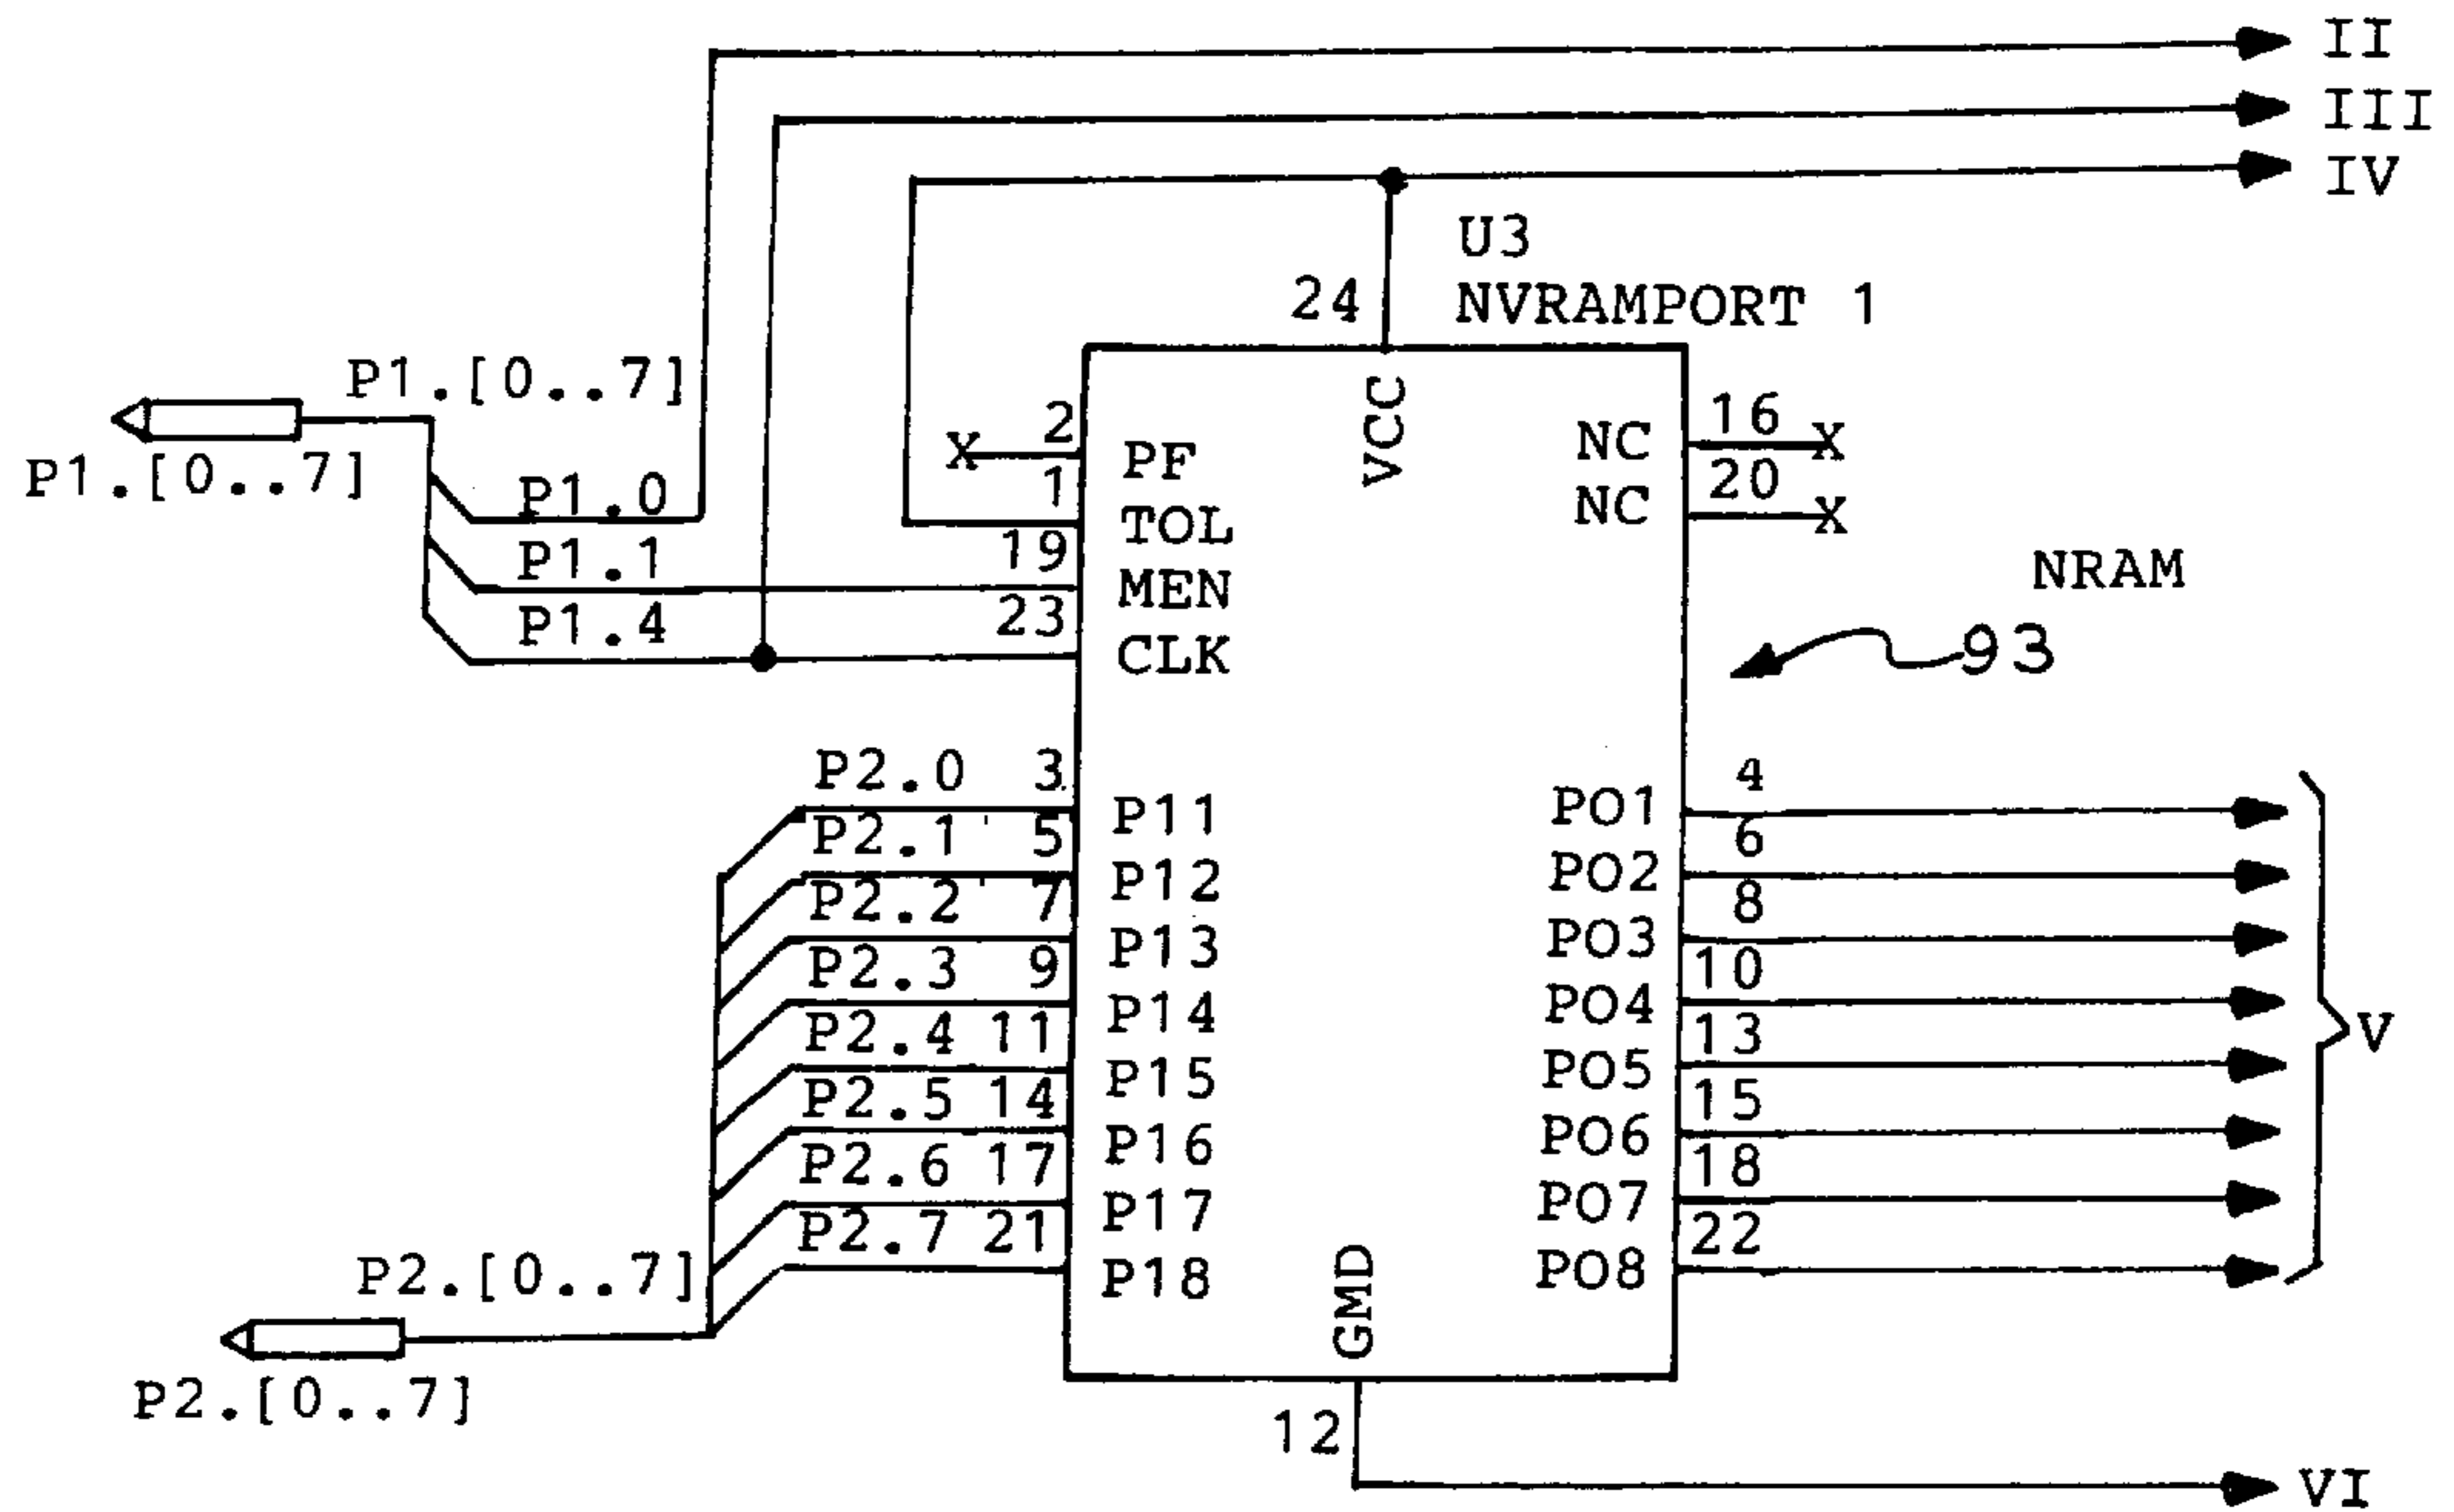 II
III
IV
U3
24 NVRAMPORT 1
P1.[0..7]
P1.[0..7]
P1.0
P1.1
P1.4
X 2 PF
1 TOL
19 MEN
23 CLK
VCC
NC 16 X
NC 20 X
NRAM
93
P2.0 3 P11
P2.1 5 P12
P2.2 7 P13
P2.3 9 P14
P2.4 11 P15
P2.5 14 P16
P2.6 17 P17
P2.7 21 P18
PO1 4
PO2 6
PO3 8
PO4 10
PO5 13
PO6 15
PO7 18
PO8 22
V
P2.[0..7]
P2.[0..7]
GMD
12
VI